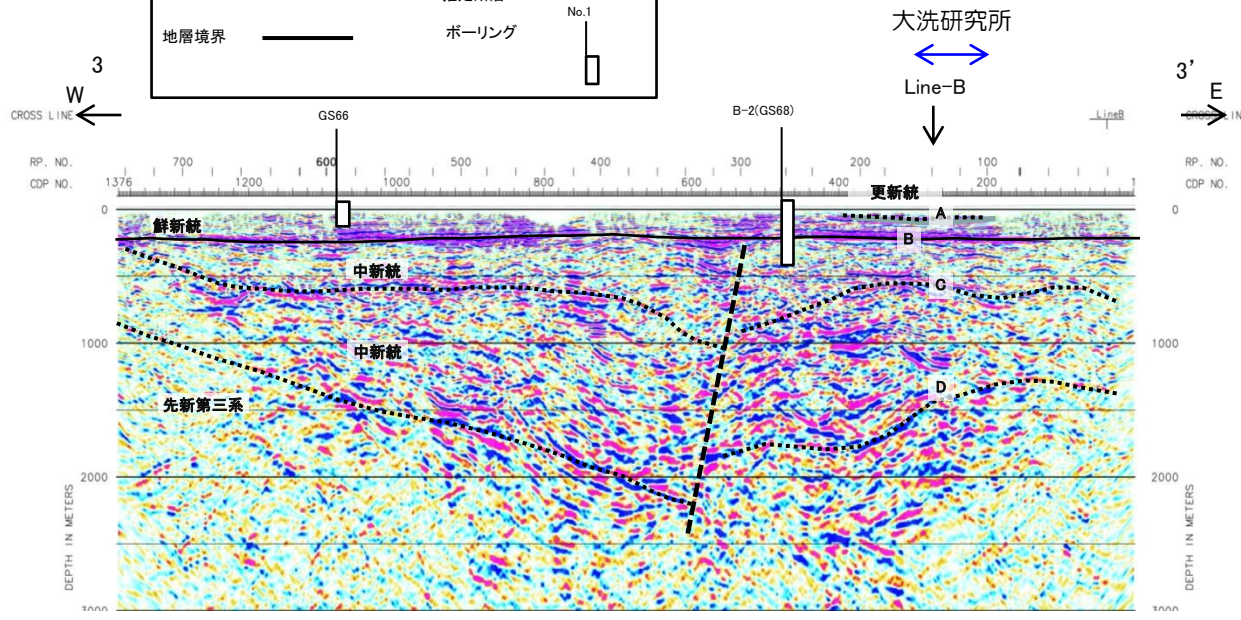 No.1
地層境界
ボーリング
大洗研究所
3
3’
W
E
Line-B
CROSS LINE
GS66
B-2(GS68)
LineB
RP. NO.
700
600
500
400
300
200
100
RP. NO.
CDP NO.
1376
1200
1000
800
600
400
200
1
CDP NO.
更新統
0
A
0
鮮新統
B
中新統
C
1000
1000
中新統
D
先新第三系
2000
2000
DEPTH IN METERS
DEPTH IN METERS
3000
3000